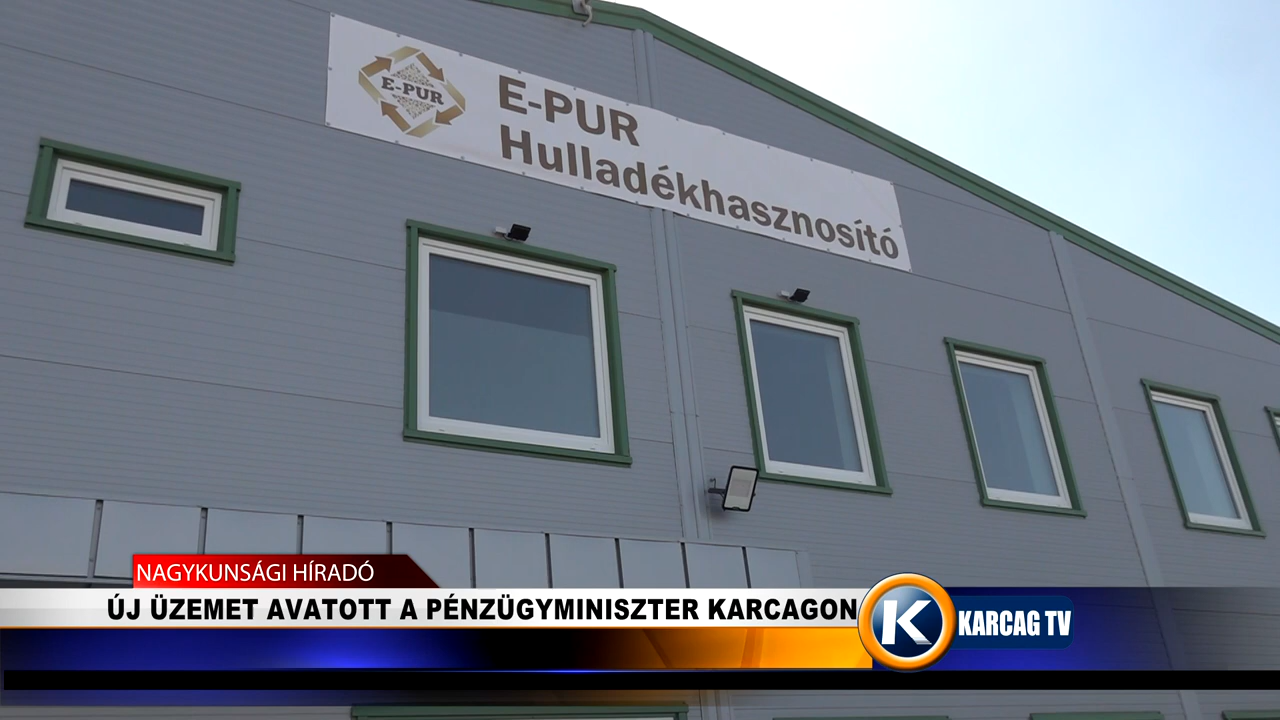 E-PUR
E-PUR
Hulladékhasznosító
NAGYKUNSÁGI HÍRADÓ
ÚJ ÜZEMET AVATOTT A PÉNZÜGYMINISZTER KARCAGON
K KARCAG TV